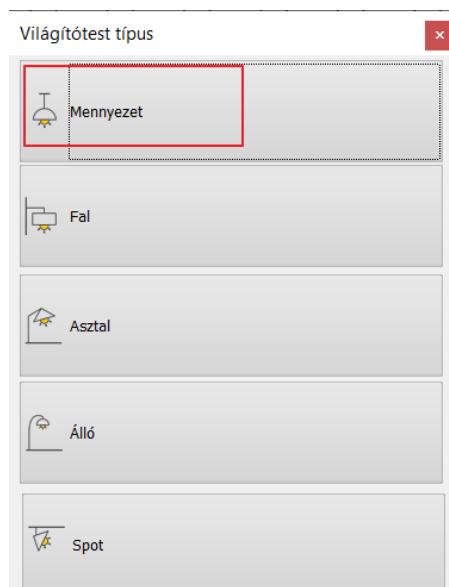 Világítótest típus
Mennyezet
Fal
Asztal
Álló
Spot